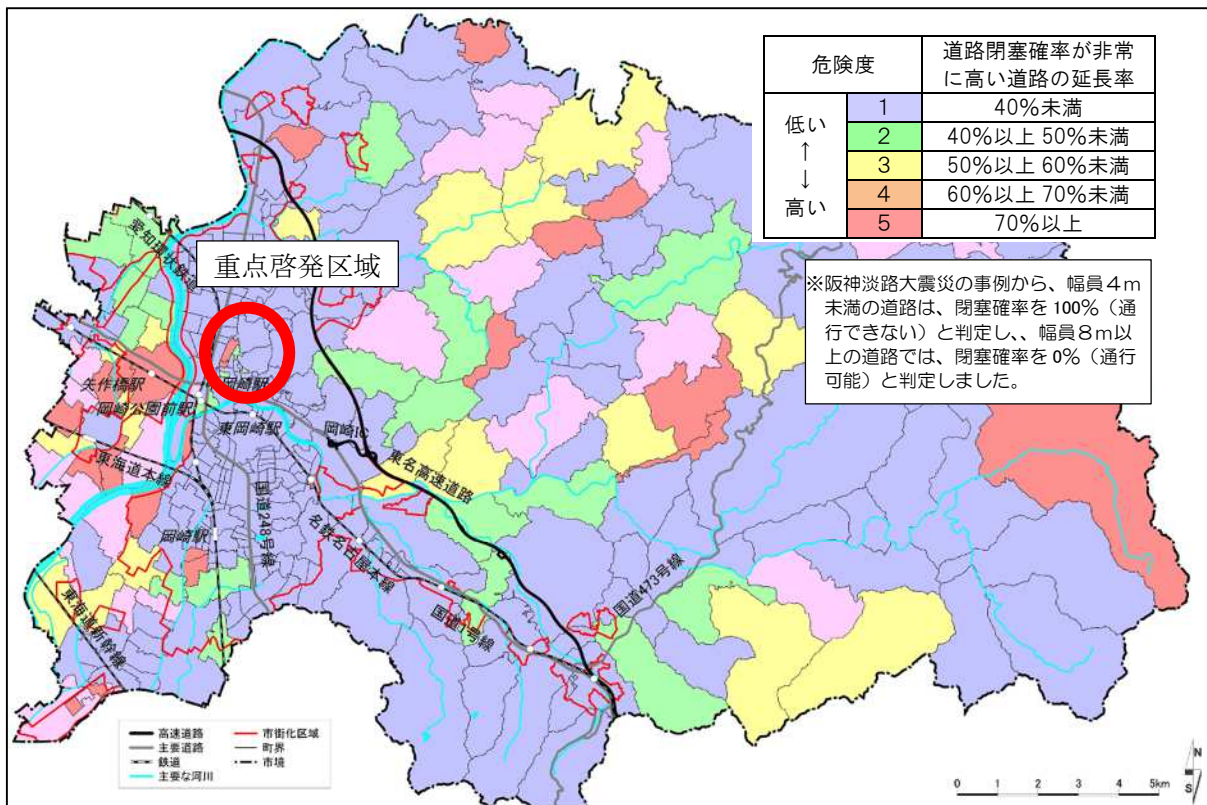 危険度
道路閉塞確率が非常
に高い道路の延長率
低い
↑
↓
高い
1
40%未満
2
40%以上 50%未満
3
50%以上 60%未満
4
60%以上 70%未満
5
70%以上
※阪神淡路大震災の事例から、幅員4m
未満の道路は、閉塞確率を100%(通
行できない)と判定し、、幅員8m以
上の道路では、閉塞確率を0%(通行
可能)と判定しました。
重点啓発区域
矢作橋駅
岡崎公園前駅
東岡崎駅
岡崎IC
東名高速道路
東海道本線
岡崎駅
国道248号線
名鉄名古屋本線
国道1号線
国道473号線
東海道新幹線
高速道路
主要道路
鉄道
主要な河川
市街化区域
町界
市境
0 1 2 3 4 5km
N
S